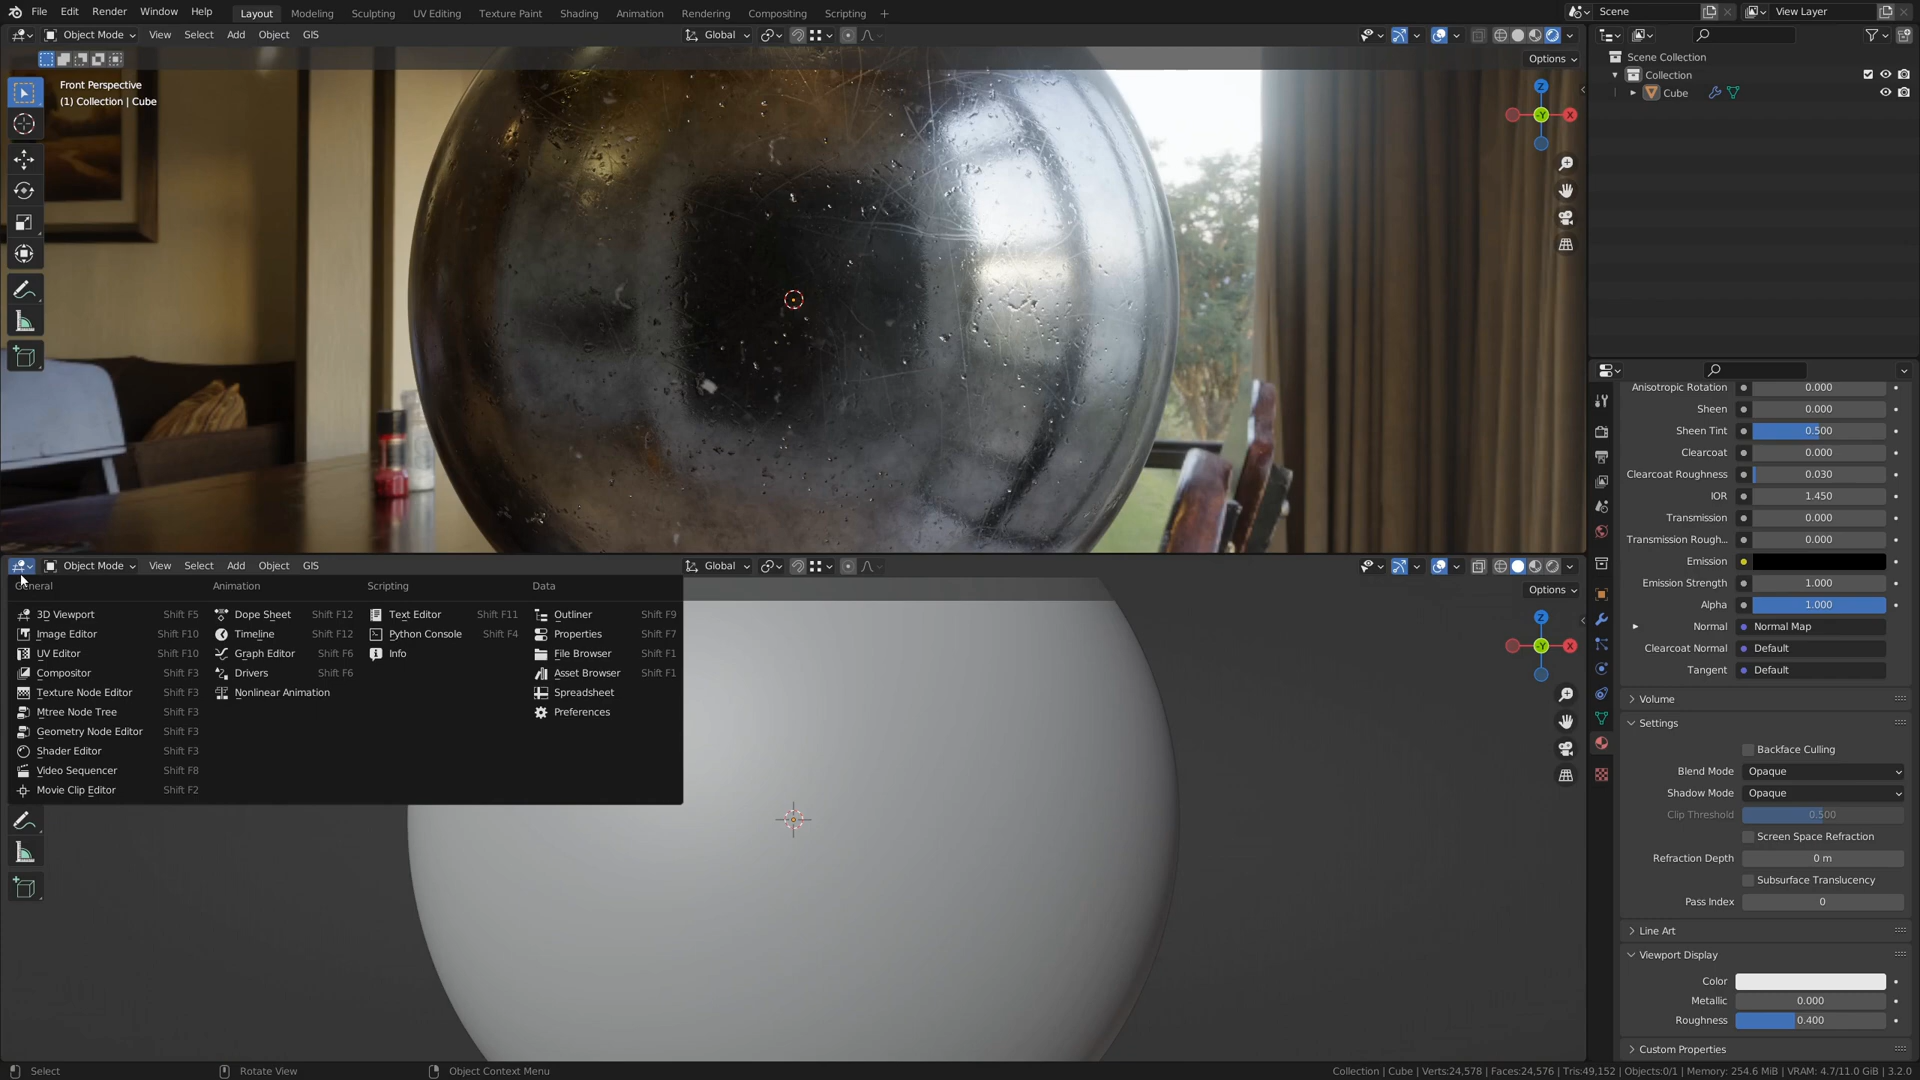 File Edit Render Window Help Layout Modeling Sculpting UV Editing Texture Paint Shading Animation Rendering Compositing Scripting + Scene View Layer
Object Mode View Select Add Object GIS Global
Options
Front Perspective
(1) Collection | Cube
Z
-Y X
Scene Collection
Collection
Cube
Anisotropic Rotation 0.000
Sheen 0.000
Sheen Tint 0.500
Clearcoat 0.000
Clearcoat Roughness 0.030
IOR 1.450
Transmission 0.000
Transmission Rough... 0.000
Emission
Emission Strength 1.000
Alpha 1.000
Normal Normal Map
Clearcoat Normal Default
Tangent Default
Volume
Settings
Backface Culling
Blend Mode Opaque
Shadow Mode Opaque
Clip Threshold 0.500
Screen Space Refraction
Refraction Depth 0 m
Subsurface Translucency
Pass Index 0
Line Art
Viewport Display
Color
Metallic 0.000
Roughness 0.400
Custom Properties
Object Mode View Select Add Object GIS Global
Options
Z
-Y X
General Animation Scripting Data
3D Viewport Shift F5 Dope Sheet Shift F12 Text Editor Shift F11 Outliner Shift F9
Image Editor Shift F10 Timeline Shift F12 Python Console Shift F4 Properties Shift F7
UV Editor Shift F10 Graph Editor Shift F6 Info File Browser Shift F1
Compositor Shift F3 Drivers Shift F6 Asset Browser Shift F1
Texture Node Editor Shift F3 Nonlinear Animation Spreadsheet
Mtree Node Tree Shift F3 Preferences
Geometry Node Editor Shift F3
Shader Editor Shift F3
Video Sequencer Shift F8
Movie Clip Editor Shift F2
Select Rotate View Object Context Menu Collection | Cube | Verts:24,578 | Faces:24,576 | Tris:49,152 | Objects:0/1 | Memory: 254.6 MiB | VRAM: 4.7/11.0 GiB | 3.2.0